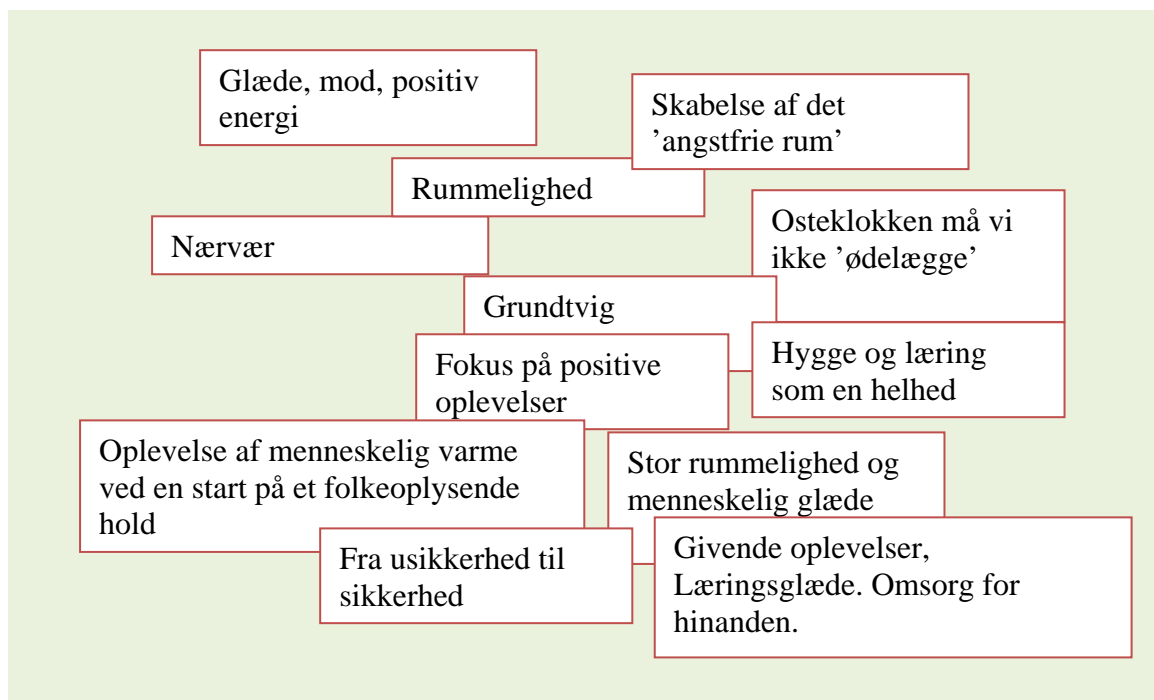 Glæde, mod, positiv
energi
Skabelse af det
’angstfrie rum’
Rummelighed
Nærvær
Osteklokken må vi
ikke ’ødelægge’
Grundtvig
Fokus på positive
oplevelser
Hygge og læring
som en helhed
Oplevelse af menneskelig varme
ved en start på et folkeoplysende
hold
Stor rummelighed og
menneskelig glæde
Fra usikkerhed til
sikkerhed
Givende oplevelser,
Læringsglæde. Omsorg for
hinanden.